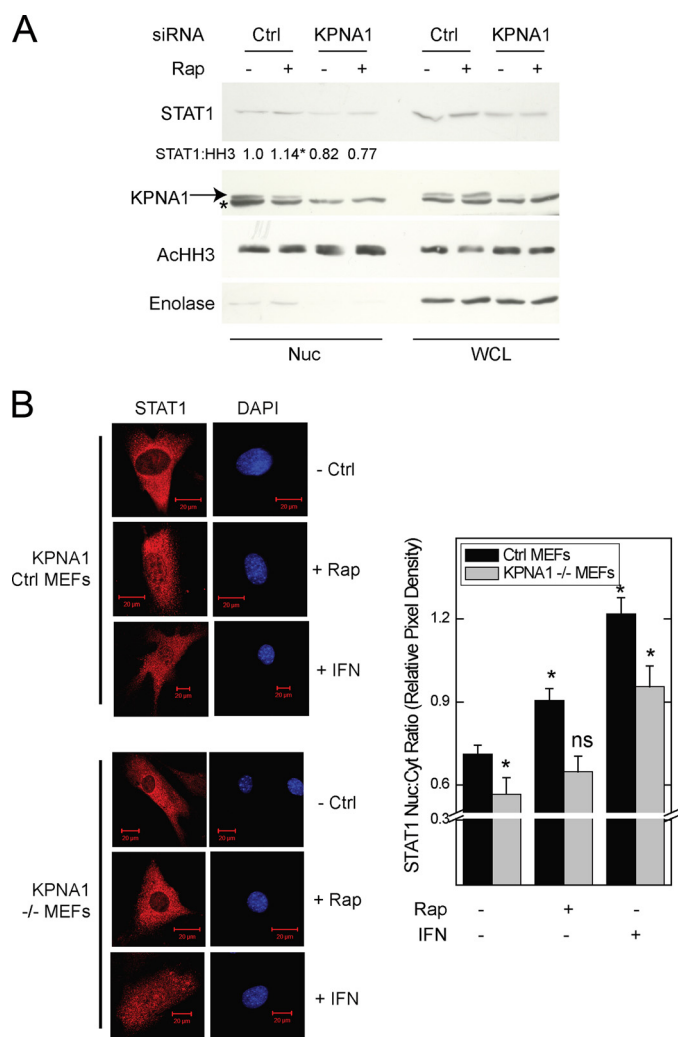 A
siRNA Ctrl KPNA1 Ctrl KPNA1
Rap - + - + - + - +
STAT1
STAT1:HH3 1.0 1.14* 0.82 0.77
KPNA1
*
AcHH3
Enolase
Nuc WCL
B
STAT1 DAPI
- Ctrl
20 µm 20 µm
KPNA1
Ctrl MEFs
+ Rap
20 µm 20 µm
+ IFN
20 µm 20 µm
- Ctrl
20 µm 20 µm
KPNA1
-/- MEFs
+ Rap
20 µm 20 µm
+ IFN
20 µm 20 µm
STAT1 Nuc:Cyt Ratio (Relative Pixel Density)
Ctrl MEFs
KPNA1 -/- MEFs
1.2
0.9
0.6
0.3
* * ns * *
Rap - + -
IFN - - +